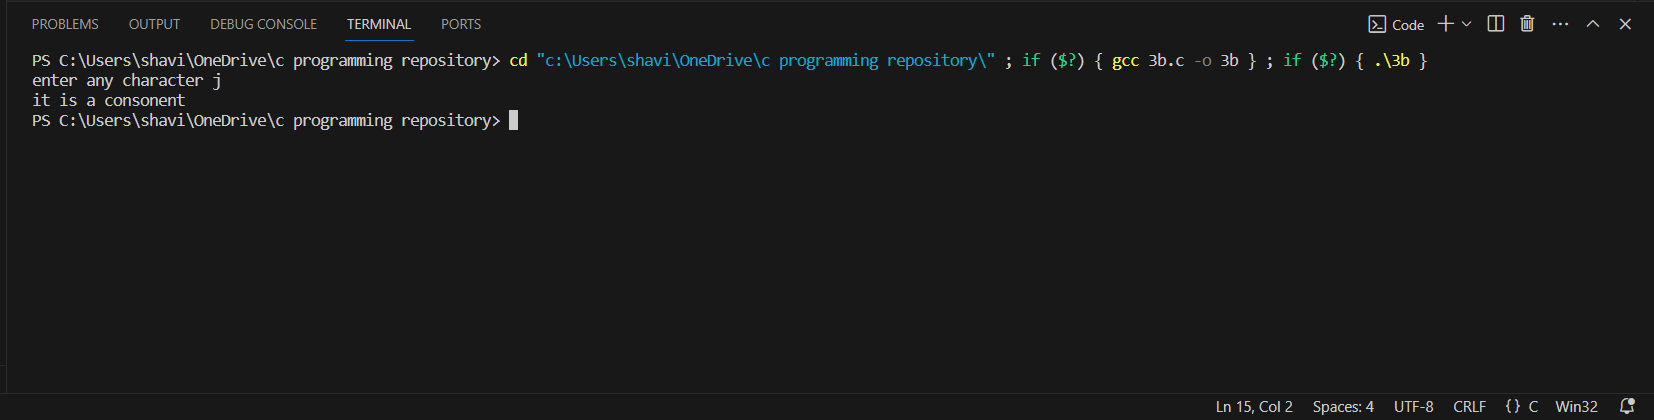 PROBLEMS OUTPUT DEBUG CONSOLE TERMINAL PORTS Code
PS C:\Users\shavi\OneDrive\c programming repository> cd "c:\Users\shavi\OneDrive\c programming repository\" ; if ($?) { gcc 3b.c -o 3b } ; if ($?) { .\3b }
enter any character j
it is a consonent
PS C:\Users\shavi\OneDrive\c programming repository>
Ln 15, Col 2 Spaces: 4 UTF-8 CRLF {} C Win32